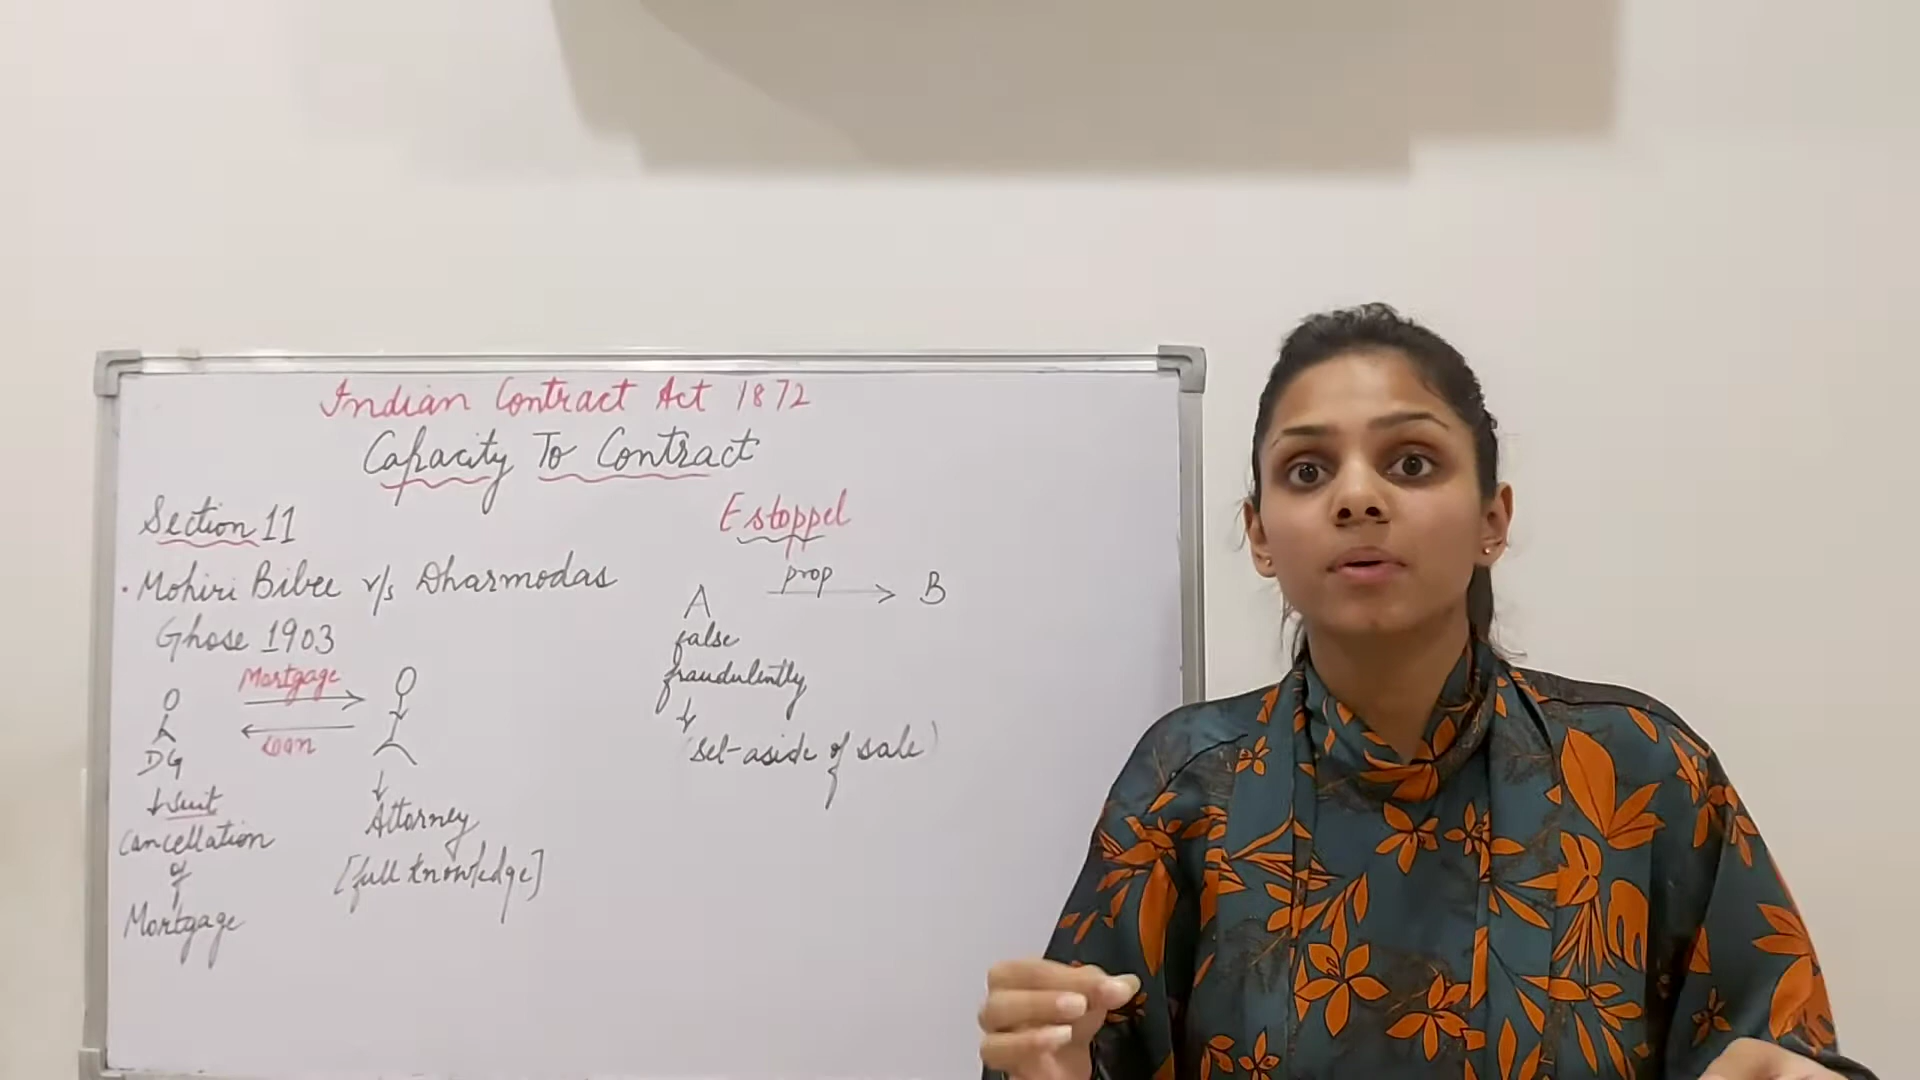 Indian Contract Act 1872
Capacity To Contract
Section 11
· Mohiri Bibee v/s Dharmodas
Ghose 1903
Mortgage
Loan
DG
Suit
Cancellation
of
Mortgage
Attorney
[full knowledge]
Estoppel
A prop B
false
fraudulently
(set-aside of sale)